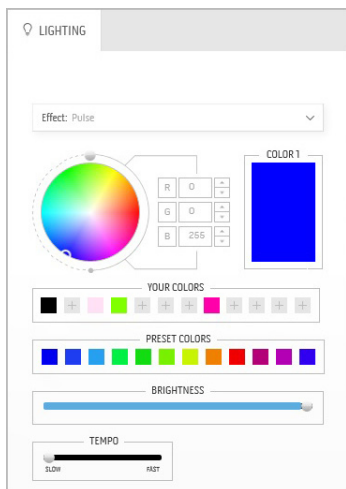 LIGHTING
Effect: Pulse
COLOR 1
R 0
G 0
B 255
YOUR COLORS
PRESET COLORS
BRIGHTNESS
TEMPO
SLOW FAST